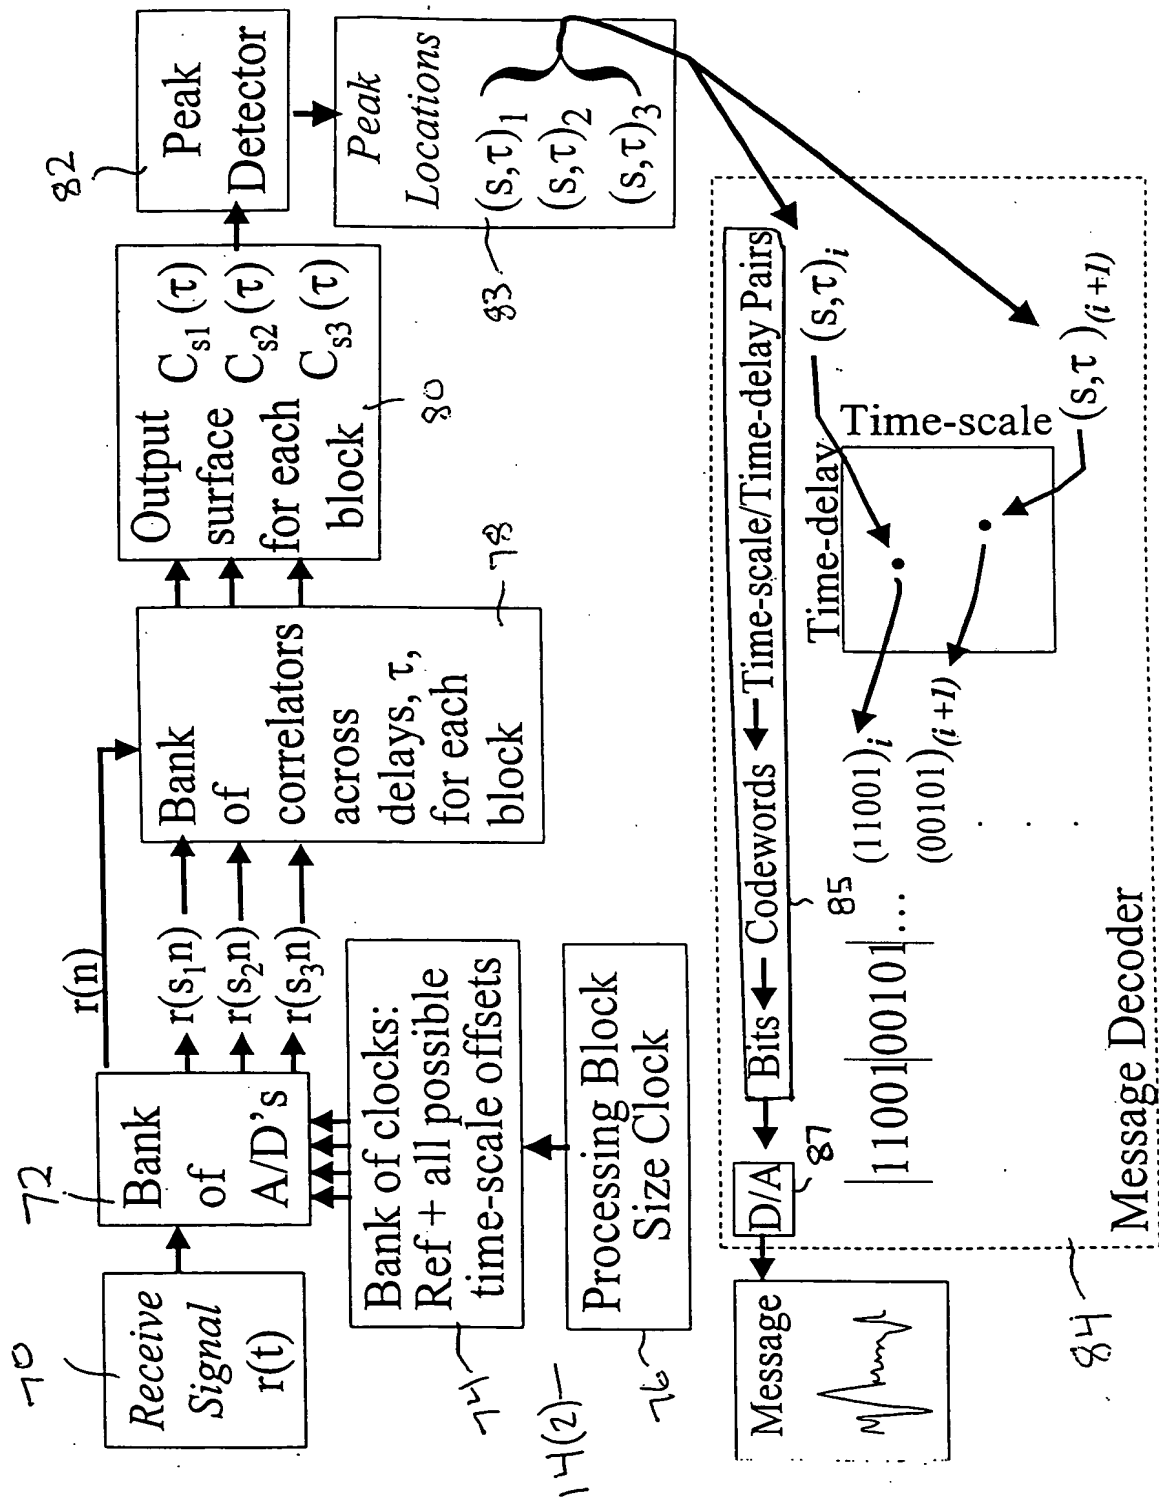 70
Receive
Signal
r(t)
72
Bank
of
A/D's
r(n)
r(s1n)
r(s2n)
r(s3n)
Bank of clocks:
Ref + all possible
time-scale offsets
74
14(2)
Processing Block
Size Clock
76
Bank
of
correlators
across
delays, τ,
for each
block
78
Output
surface
for each
block
Cs1(τ)
Cs2(τ)
Cs3(τ)
80
82
Peak
Detector
Peak
Locations
(s,τ)1
(s,τ)2
(s,τ)3
83
Message
D/A
87
Bits
Codewords
Time-scale/Time-delay Pairs
85
(s,τ)i
Time-delay
Time-scale
(s,τ)(i+1)
|11001|00101|...
(11001)i
(00101)(i+1)
. . .
Message Decoder
84